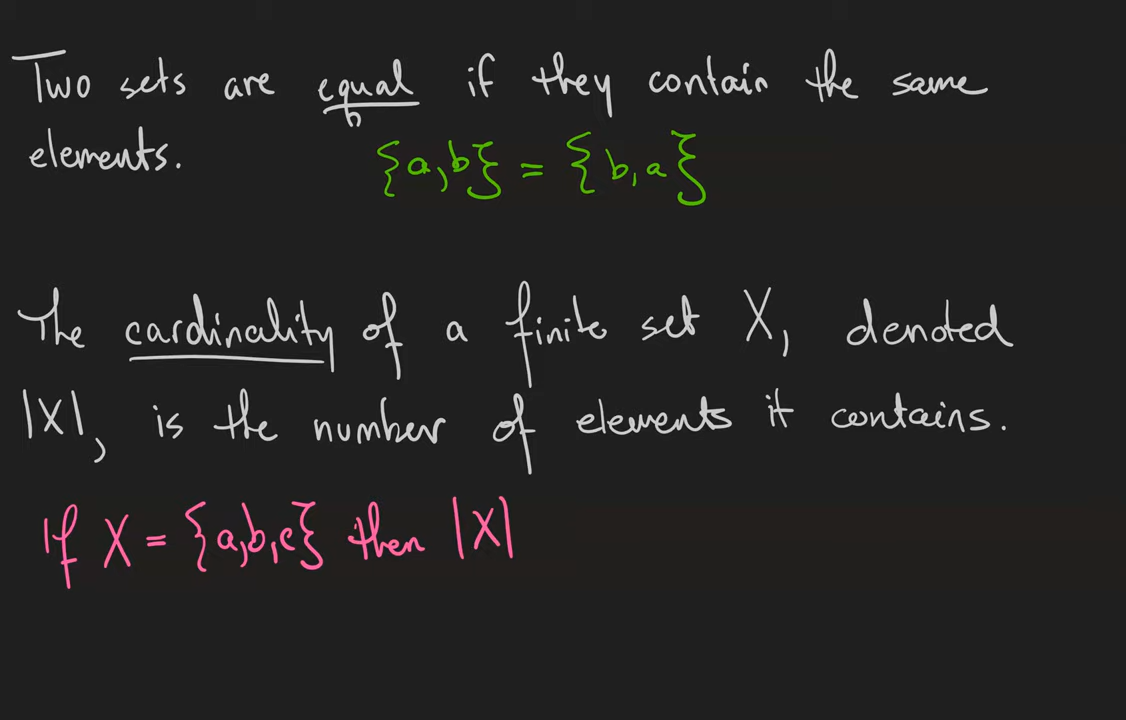 Two sets are equal if they contain the same
elements. {a,b} = {b,a}
The cardinality of a finite set X, denoted
|X|, is the number of elements it contains.
If X = {a,b,c} then |X|